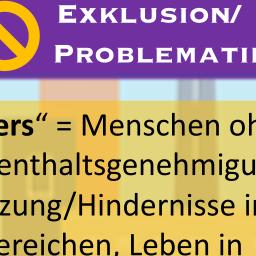 EXKLUSION/
PROBLEMATI
ers“ = Menschen oh
enthaltsgenehmigu
zung/Hindernisse i
ereichen, Leben in